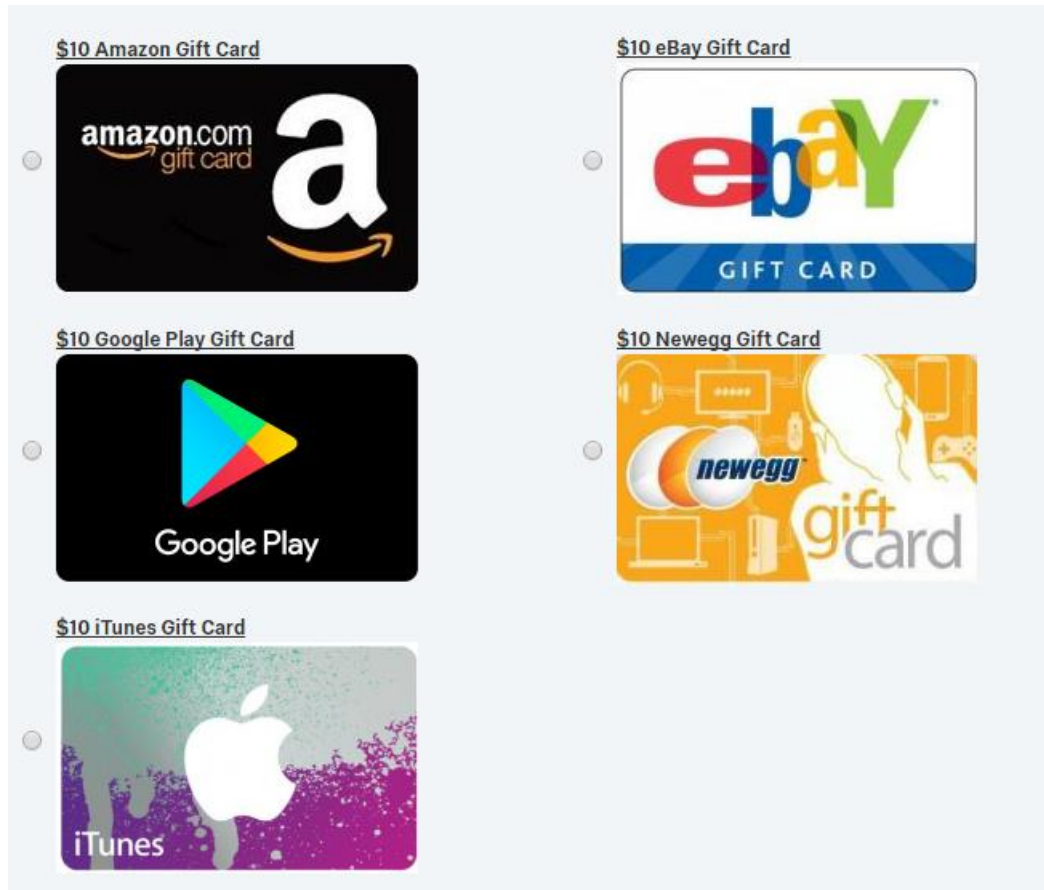 $10 Amazon Gift Card
amazon.com
gift card
a
$10 eBay Gift Card
ebaY
GIFT CARD
$10 Google Play Gift Card
Google Play
$10 Newegg Gift Card
newegg
gift
card
$10 iTunes Gift Card
iTunes